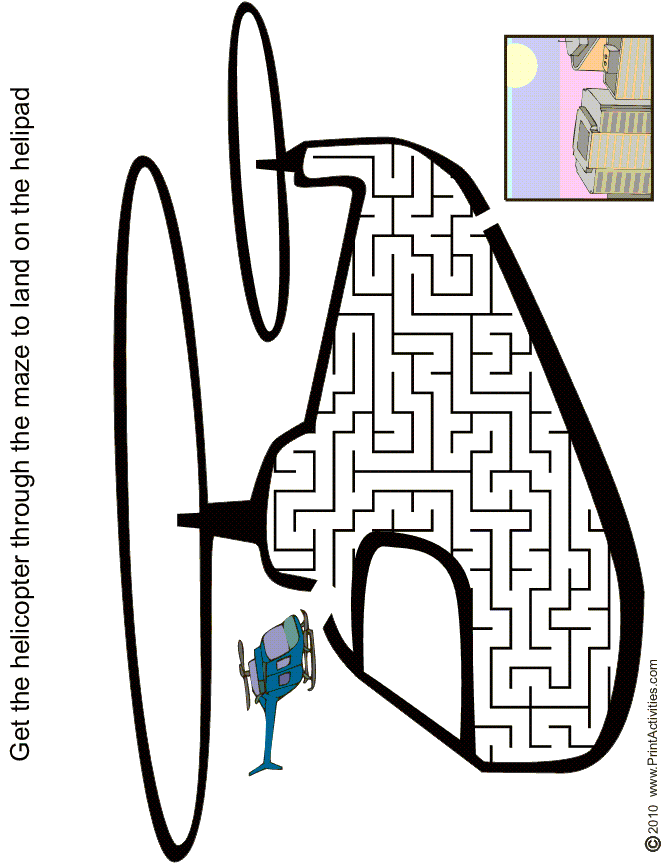 Get the helicopter through the maze to land on the helipad
© 2010 www.PrintActivities.com